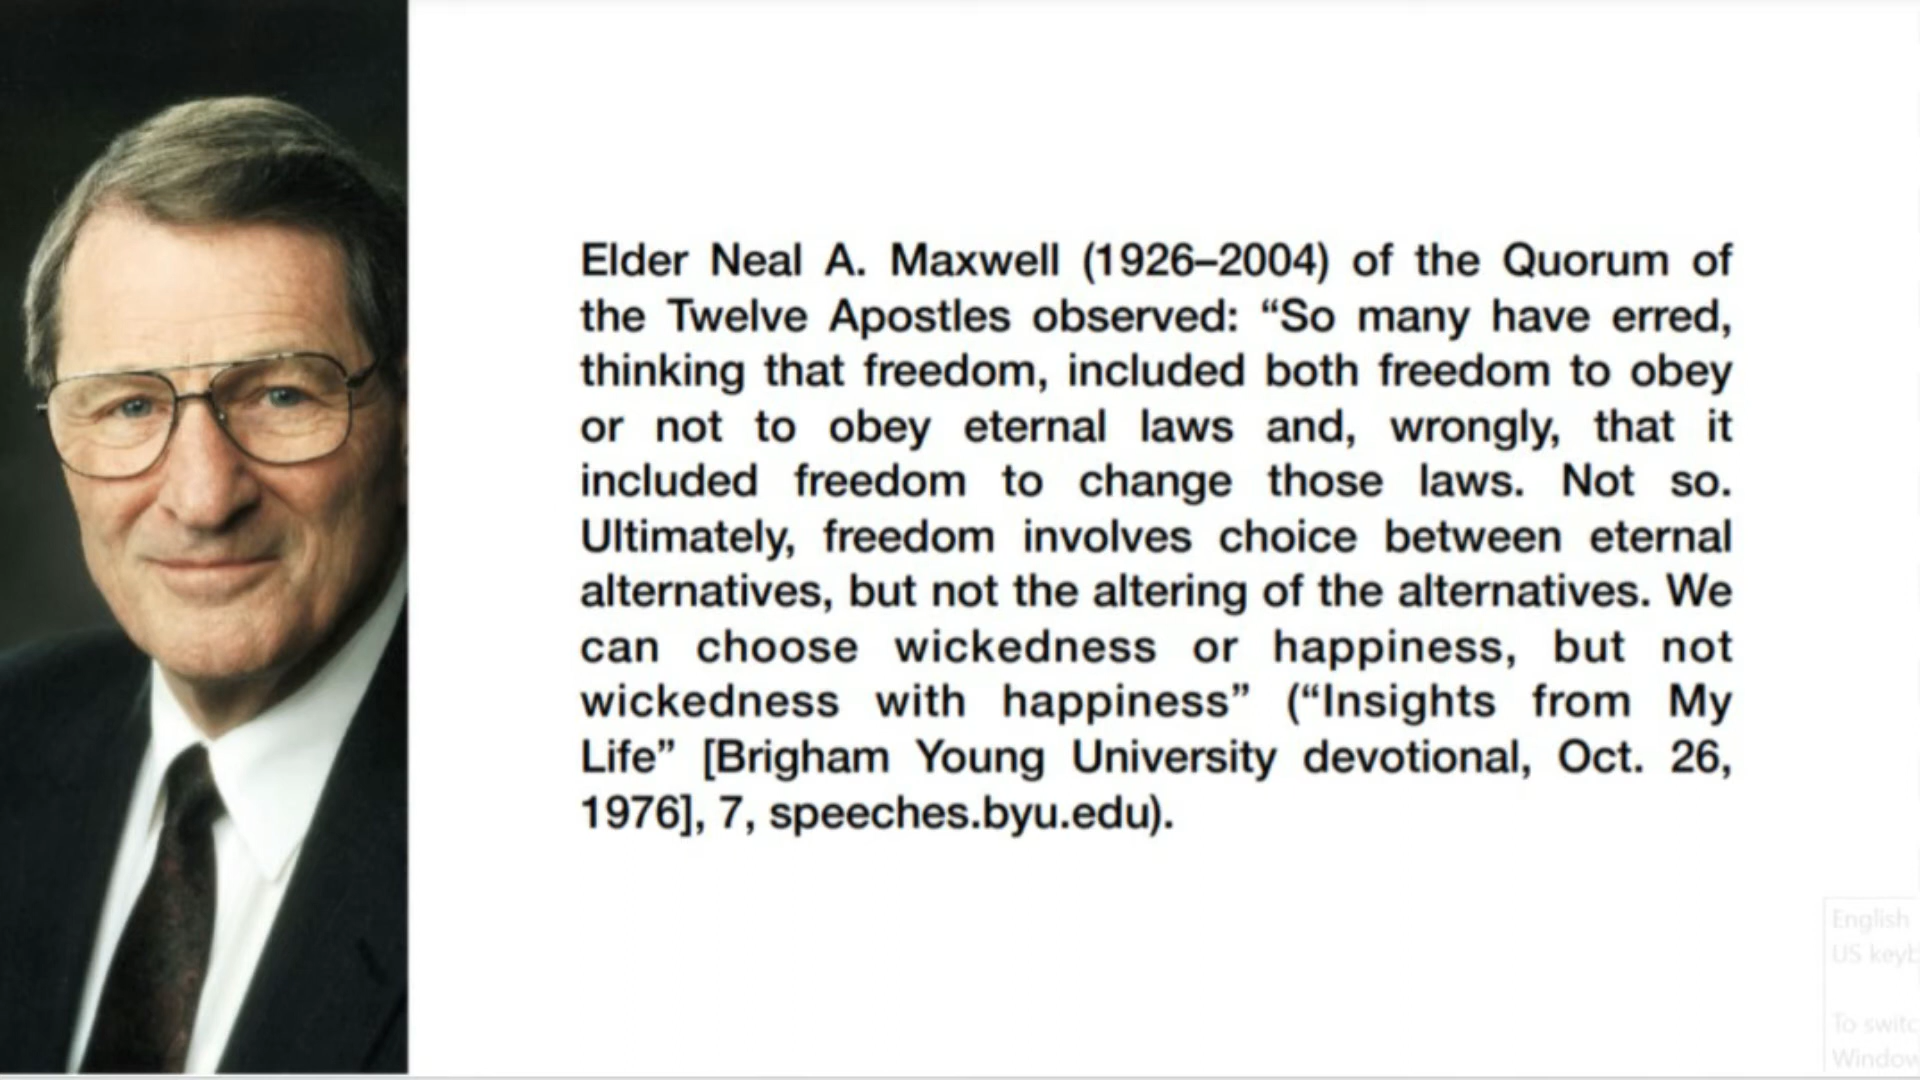 Elder Neal A. Maxwell (1926–2004) of the Quorum of
the Twelve Apostles observed: “So many have erred,
thinking that freedom, included both freedom to obey
or not to obey eternal laws and, wrongly, that it
included freedom to change those laws. Not so.
Ultimately, freedom involves choice between eternal
alternatives, but not the altering of the alternatives. We
can choose wickedness or happiness, but not
wickedness with happiness” (“Insights from My
Life” [Brigham Young University devotional, Oct. 26,
1976], 7, speeches.byu.edu).
English
US
To